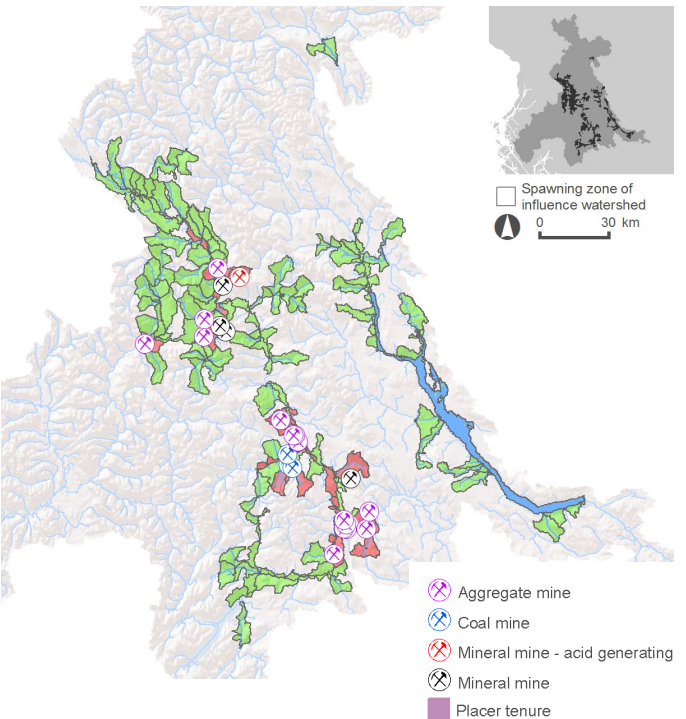 Spawning zone of
influence watershed
0 30 km
Aggregate mine
Coal mine
Mineral mine - acid generating
Mineral mine
Placer tenure